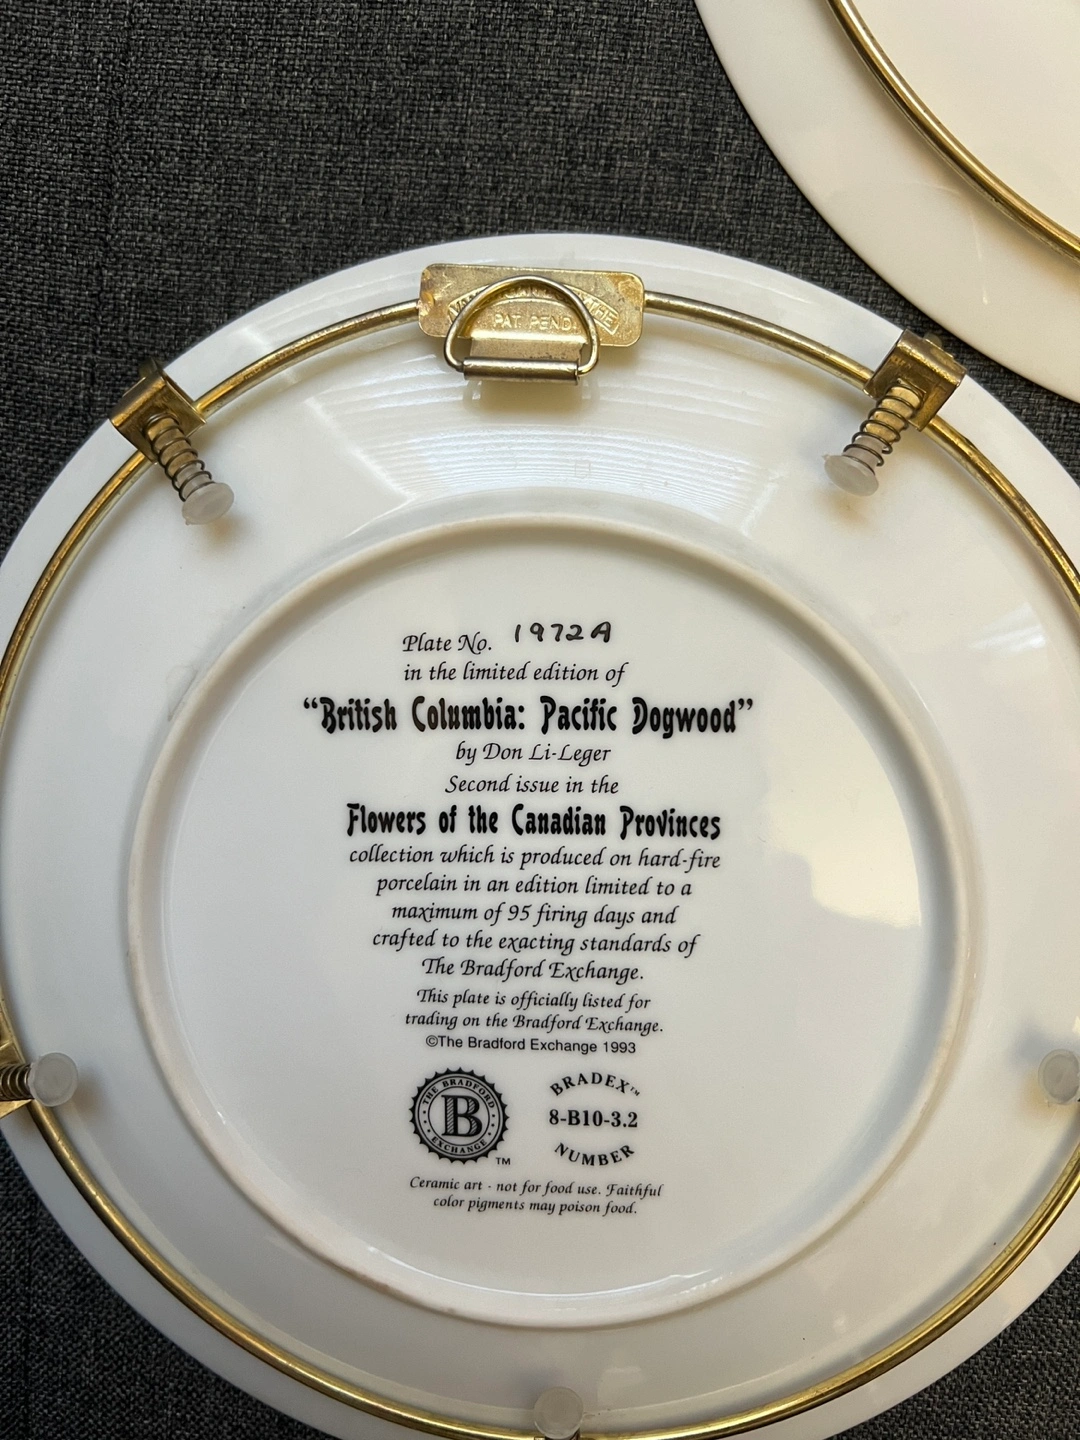 PAT PEND.
Plate No. 1972A
in the limited edition of
“British Columbia: Pacific Dogwood”
by Don Li-Leger
Second issue in the
Flowers of the Canadian Provinces
collection which is produced on hard-fire
porcelain in an edition limited to a
maximum of 95 firing days and
crafted to the exacting standards of
The Bradford Exchange.
This plate is officially listed for
trading on the Bradford Exchange.
©The Bradford Exchange 1993
THE BRADFORD
B
EXCHANGE
TM
BRADEX™
8-B10-3.2
NUMBER
Ceramic art - not for food use. Faithful
color pigments may poison food.